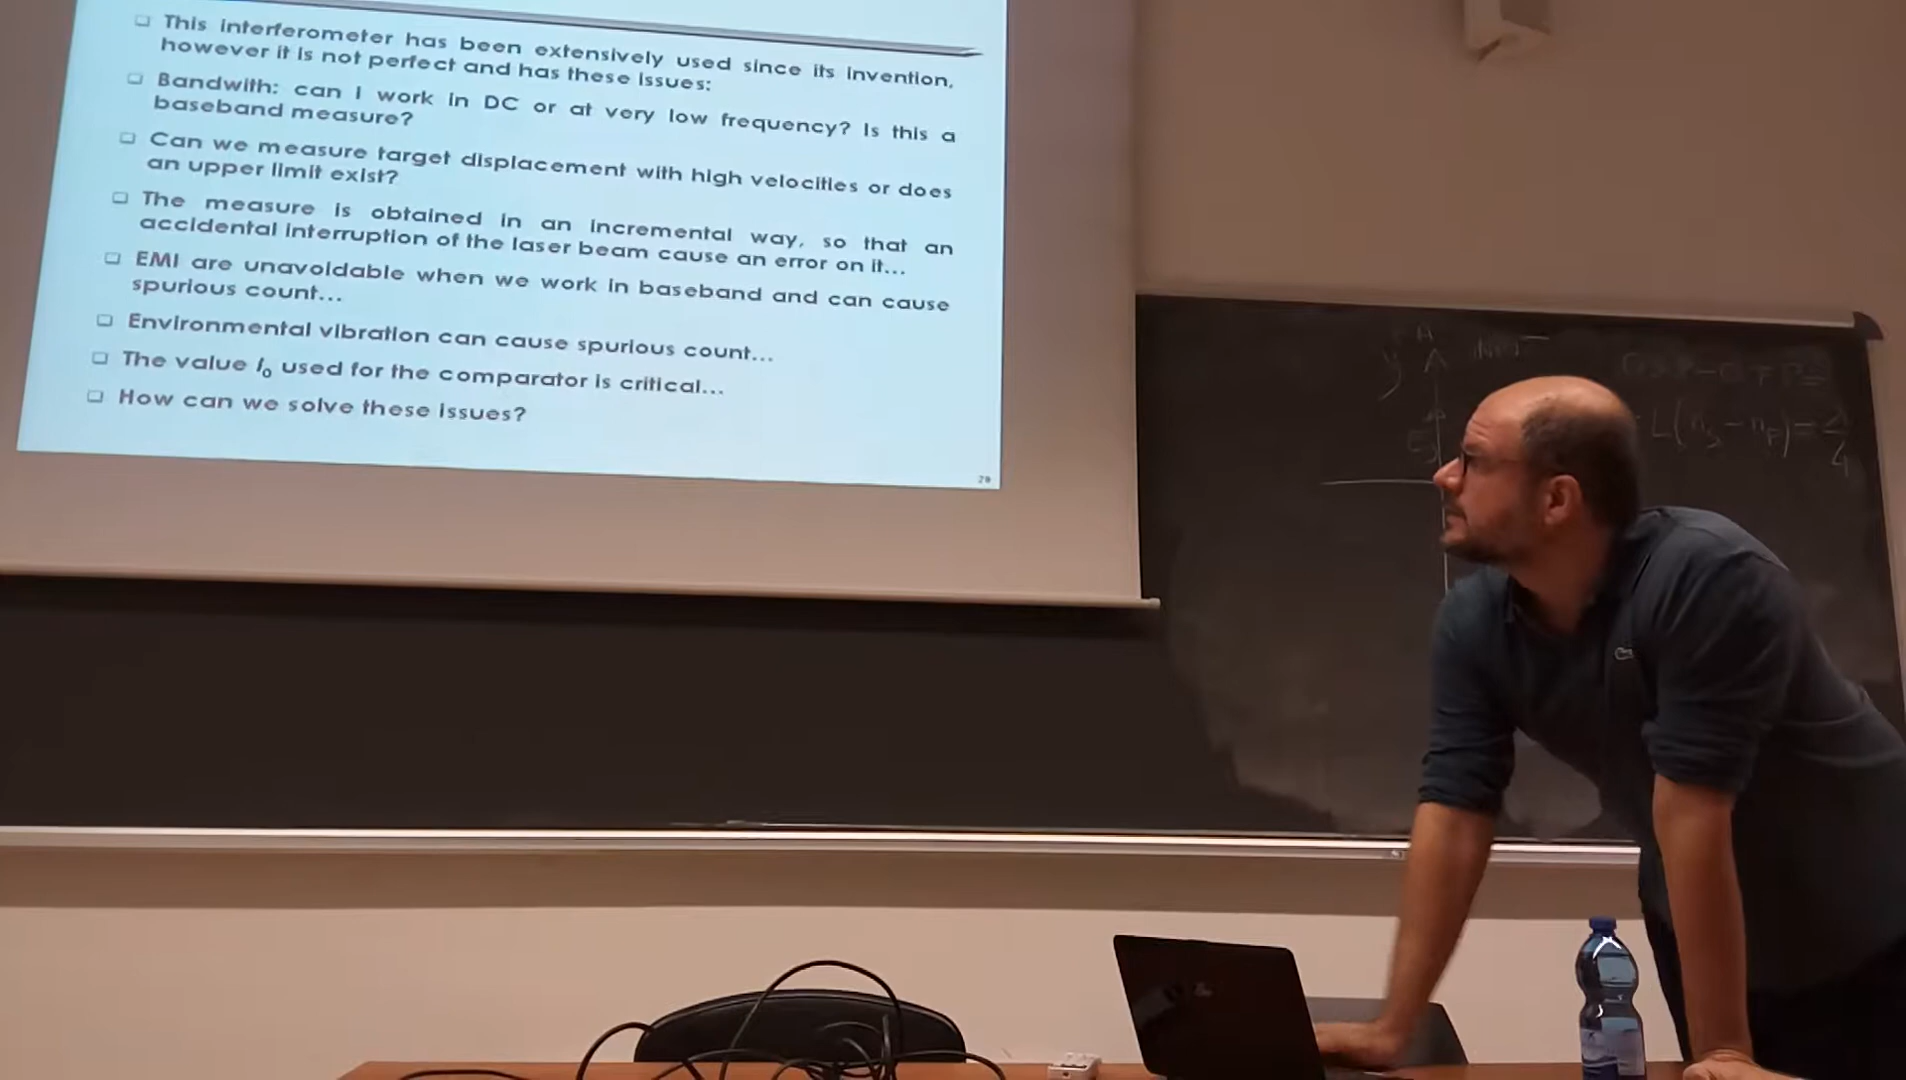 ❑ This interferometer has been extensively used since its invention,
however it is not perfect and has these issues:
❑ Bandwith: can I work in DC or at very low frequency? Is this a
baseband measure?
❑ Can we measure target displacement with high velocities or does
an upper limit exist?
❑ The measure is obtained in an incremental way, so that an
accidental interruption of the laser beam cause an error on it...
❑ EMI are unavoidable when we work in baseband and can cause
spurious count...
❑ Environmental vibration can cause spurious count...
❑ The value I₀ used for the comparator is critical...
❑ How can we solve these issues?
28
L(n_s - n_p) =